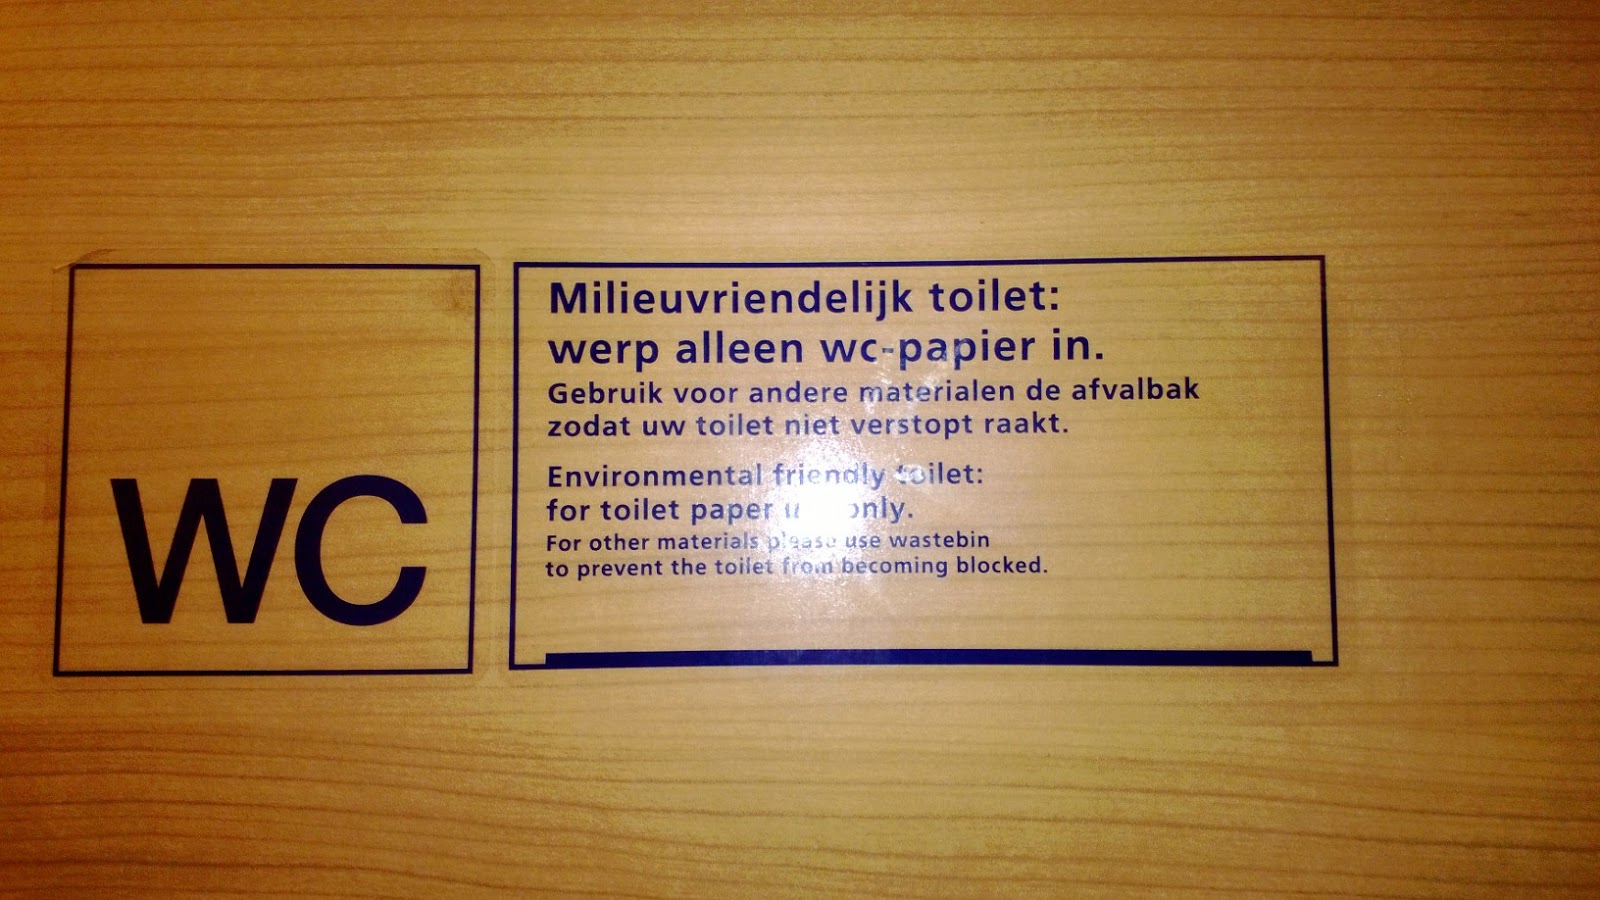 WC
Milieuvriendelijk toilet:
werp alleen wc-papier in.
Gebruik voor andere materialen de afvalbak
zodat uw toilet niet verstopt raakt.
Environmental friendly toilet:
for toilet paper only.
For other materials please use wastebin
to prevent the toilet from becoming blocked.